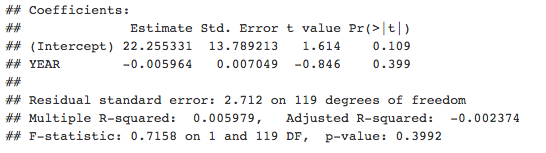 ## Coefficients:
##              Estimate Std. Error t value Pr(>|t|)
## (Intercept) 22.255331  13.789213   1.614    0.109
## YEAR        -0.005964   0.007049  -0.846    0.399
##
## Residual standard error: 2.712 on 119 degrees of freedom
## Multiple R-squared:  0.005979,   Adjusted R-squared:  -0.002374
## F-statistic: 0.7158 on 1 and 119 DF,  p-value: 0.3992